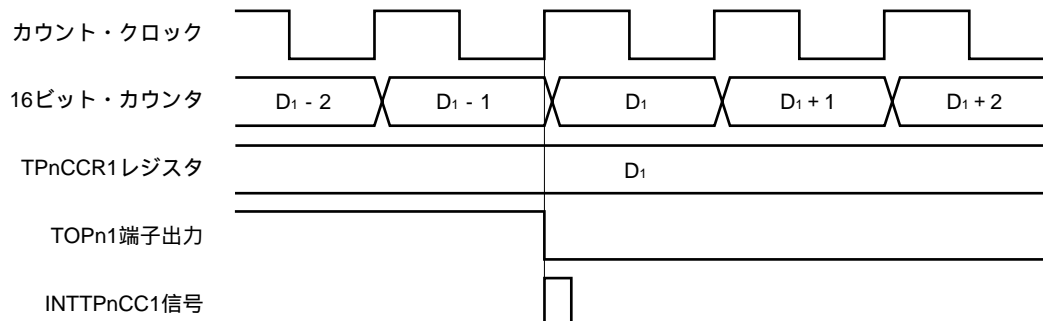 カウント・クロック
16ビット・カウンタ D₁ - 2 D₁ - 1 D₁ D₁ + 1 D₁ + 2
TPnCCR1レジスタ D₁
TOPn1端子出力
INTTPnCC1信号